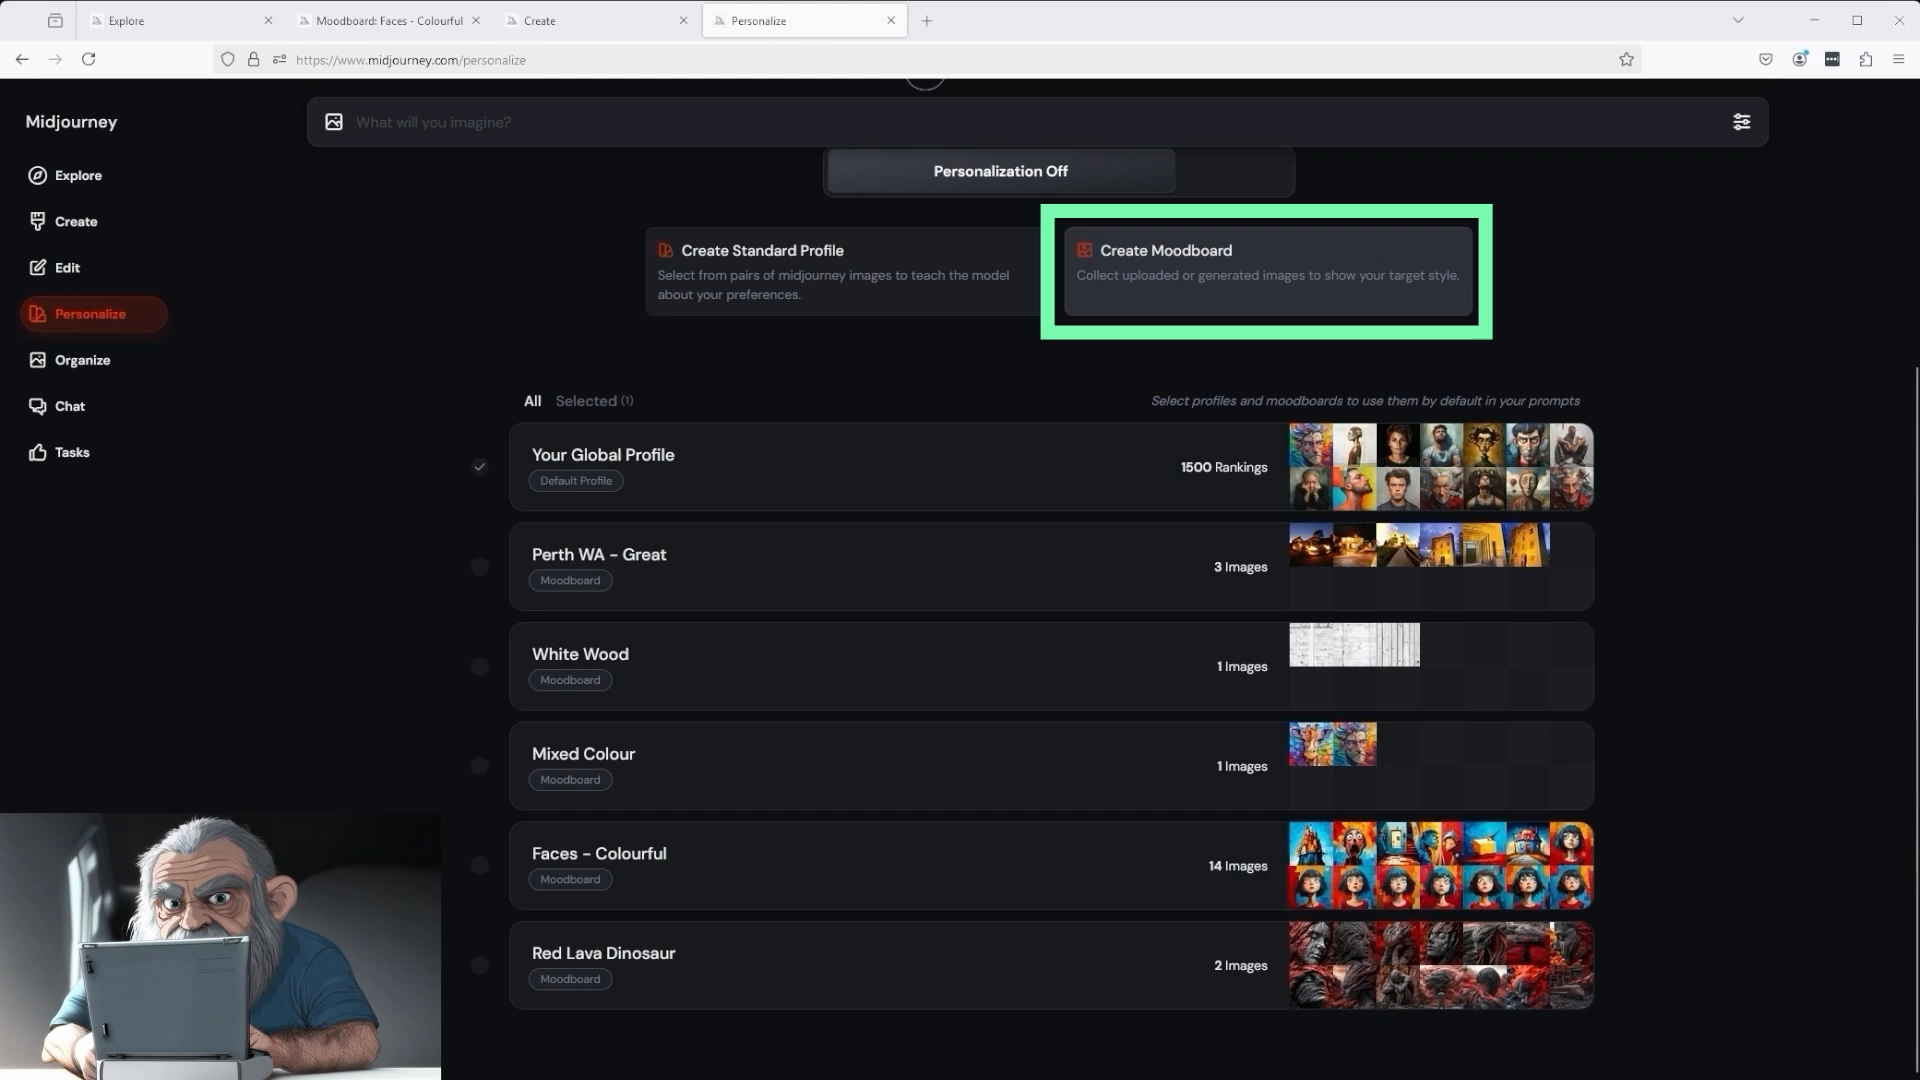 Explore
Moodboard: Faces - Colourful
Create
Personalize
https://www.midjourney.com/personalize
Midjourney
What will you imagine?
Explore
Create
Edit
Personalize
Organize
Chat
Tasks
Personalization Off
Create Standard Profile
Select from pairs of midjourney images to teach the model
about your preferences.
Create Moodboard
Collect uploaded or generated images to show your target style.
All Selected (1)
Select profiles and moodboards to use them by default in your prompts
Your Global Profile
Default Profile
1500 Rankings
Perth WA - Great
Moodboard
3 Images
White Wood
Moodboard
1 Images
Mixed Colour
Moodboard
1 Images
Faces - Colourful
Moodboard
14 Images
Red Lava Dinosaur
Moodboard
2 Images